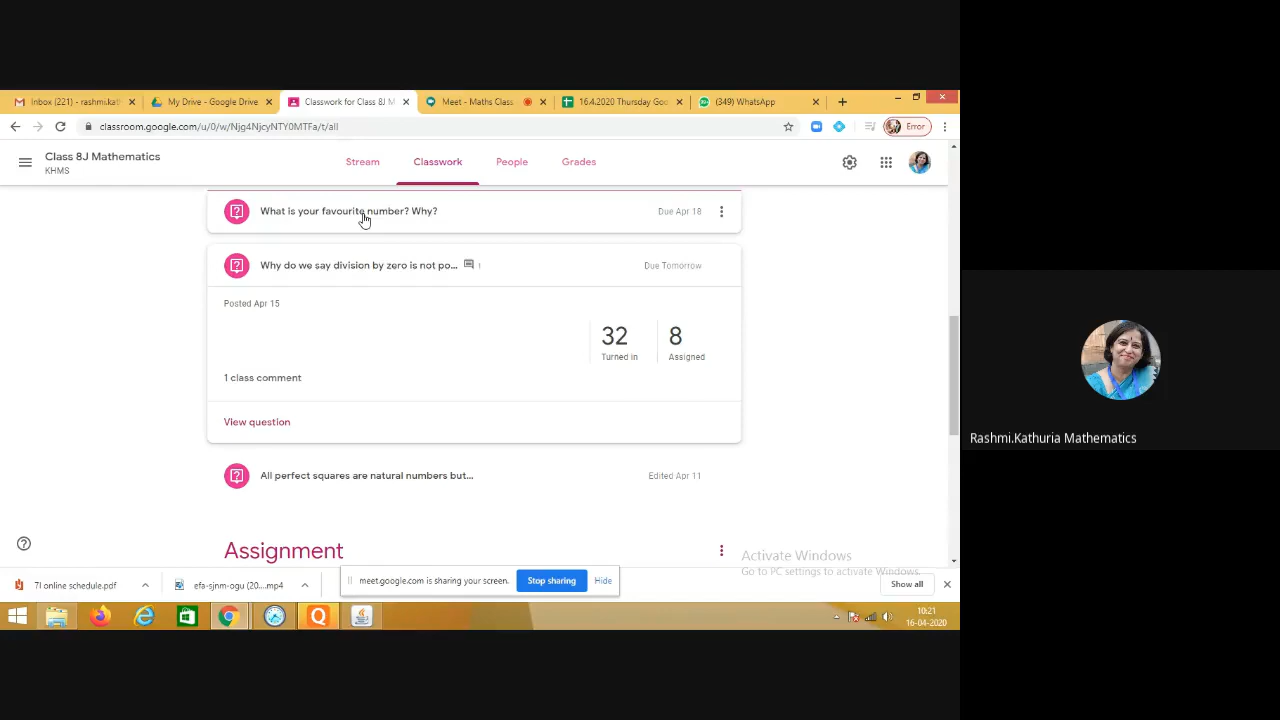 Inbox (221) - rashmi.kat
My Drive - Google Drive
Classwork for Class 8J M
Meet - Maths Class
16.4.2020 Thursday Goo
(349) WhatsApp
classroom.google.com/u/0/w/Njg4NjcyNTY0MTFa/t/all
Error
Class 8J Mathematics
KHMS
Stream
Classwork
People
Grades
What is your favourite number? Why?
Due Apr 18
Why do we say division by zero is not po...
1
Due Tomorrow
Posted Apr 15
32
8
Turned in
Assigned
1 class comment
View question
All perfect squares are natural numbers but...
Edited Apr 11
Assignment
Activate Windows
Go to PC settings to activate Windows.
Rashmi.Kathuria Mathematics
7I online schedule.pdf
efa-sjnm-ogu (20....mp4
meet.google.com is sharing your screen.
Stop sharing
Hide
Show all
10:21
16-04-2020